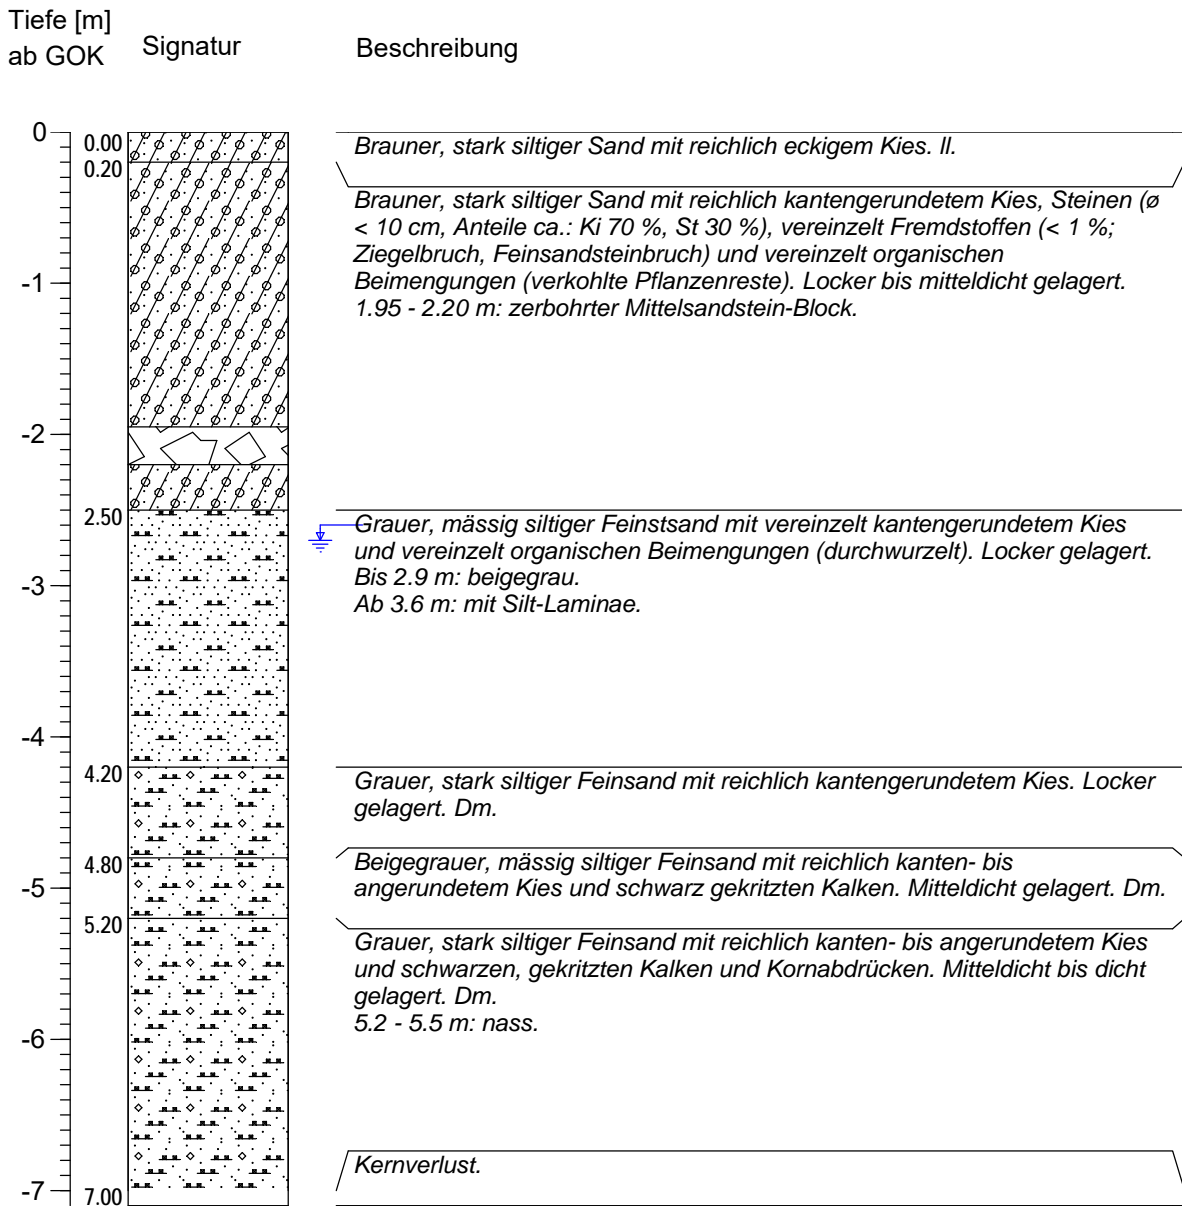 Tiefe [m]
ab GOK
Signatur
Beschreibung
0
0.00
Brauner, stark siltiger Sand mit reichlich eckigem Kies. ll.
0.20
Brauner, stark siltiger Sand mit reichlich kantengerundetem Kies, Steinen (ø
< 10 cm, Anteile ca.: Ki 70 %, St 30 %), vereinzelt Fremdstoffen (< 1 %;
Ziegelbruch, Feinsandsteinbruch) und vereinzelt organischen
Beimengungen (verkohlte Pflanzenreste). Locker bis mitteldicht gelagert.
1.95 - 2.20 m: zerbohrter Mittelsandstein-Block.
-1
-2
2.50
Grauer, mässig siltiger Feinstsand mit vereinzelt kantengerundetem Kies
und vereinzelt organischen Beimengungen (durchwurzelt). Locker gelagert.
Bis 2.9 m: beigegrau.
Ab 3.6 m: mit Silt-Laminae.
-3
-4
4.20
Grauer, stark siltiger Feinsand mit reichlich kantengerundetem Kies. Locker
gelagert. Dm.
4.80
Beigegrauer, mässig siltiger Feinsand mit reichlich kanten- bis
angerundetem Kies und schwarz gekritzten Kalken. Mitteldicht gelagert. Dm.
-5
5.20
Grauer, stark siltiger Feinsand mit reichlich kanten- bis angerundetem Kies
und schwarzen, gekritzten Kalken und Kornabdrücken. Mitteldicht bis dicht
gelagert. Dm.
5.2 - 5.5 m: nass.
-6
Kernverlust.
-7
7.00